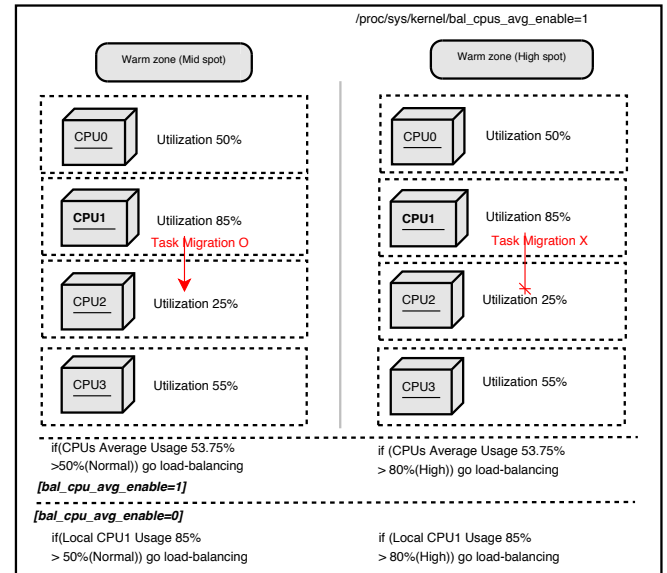 /proc/sys/kernel/bal_cpus_avg_enable=1
Warm zone (Mid spot)
CPU0
Utilization 50%
CPU1
Utilization 85%
Task Migration O
CPU2
Utilization 25%
CPU3
Utilization 55%
if(CPUs Average Usage 53.75%
>50%(Normal)) go load-balancing
[bal_cpu_avg_enable=1]
[bal_cpu_avg_enable=0]
if(Local CPU1 Usage 85%
> 50%(Normal)) go load-balancing
Warm zone (High spot)
CPU0
Utilization 50%
CPU1
Utilization 85%
Task Migration X
CPU2
Utilization 25%
CPU3
Utilization 55%
if (CPUs Average Usage 53.75%
> 80%(High)) go load-balancing
if (Local CPU1 Usage 85%
> 80%(High)) go load-balancing